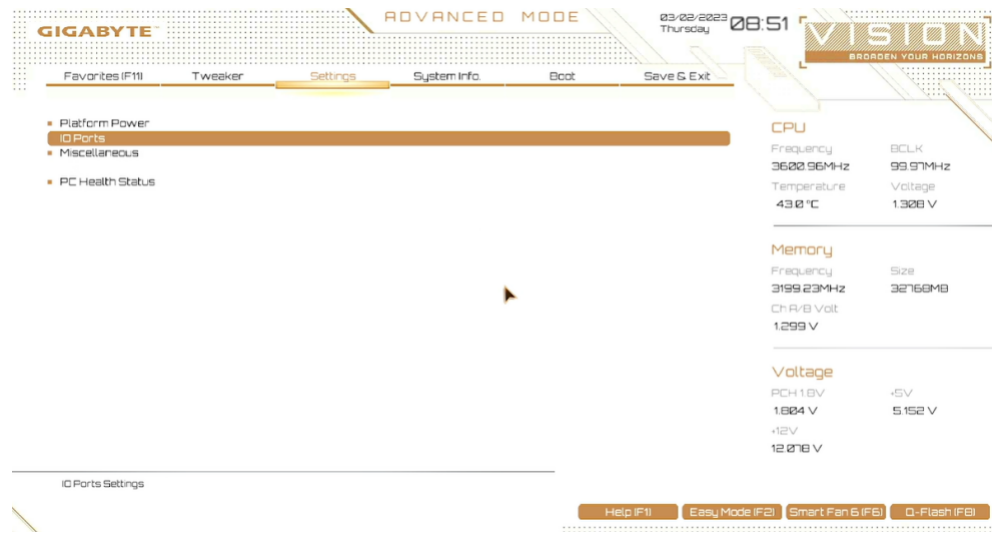 GIGABYTE
ADVANCED MODE
03/02/2023
Thursday
08:51
VISION
BROADEN YOUR HORIZONS
Favorites (F11)
Tweaker
Settings
System Info.
Boot
Save & Exit
Platform Power
IO Ports
Miscellaneous
PC Health Status
CPU
Frequency BCLK
3600.96MHz 99.97MHz
Temperature Voltage
43.0 °C 1.308 V
Memory
Frequency Size
3199.23MHz 32768MB
Ch A/B Volt
1.299 V
Voltage
PCH 1.8V +5V
1.804 V 5.152 V
+12V
12.078 V
IO Ports Settings
Help (F1)
Easy Mode (F2)
Smart Fan 6 (F6)
Q-Flash (F8)